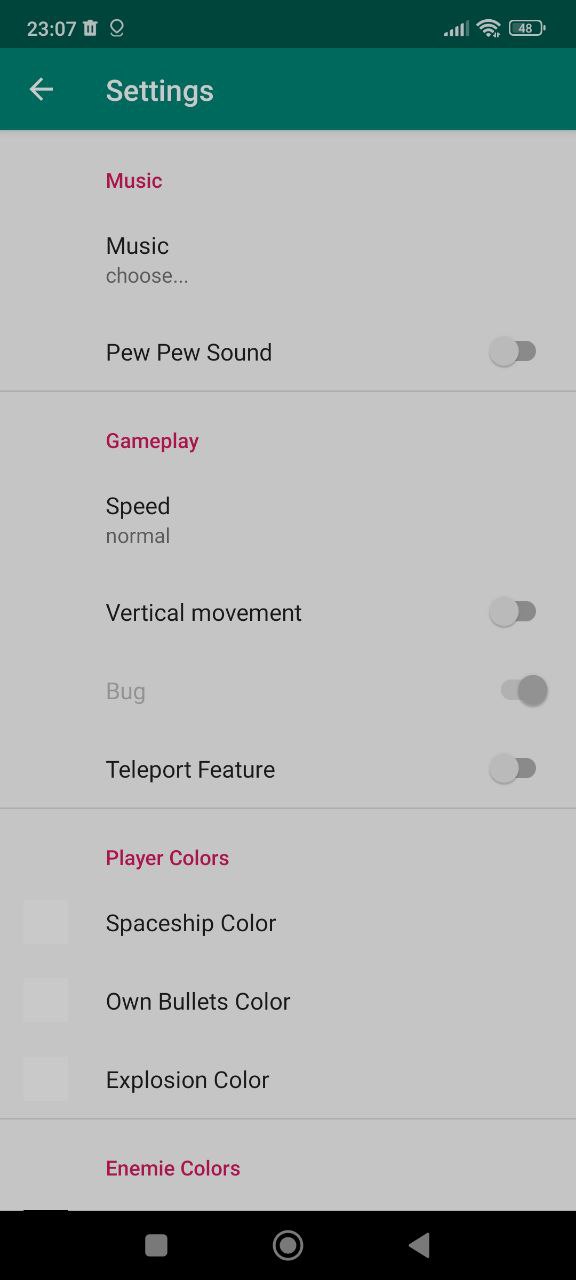 23:07
48
Settings
Music
Music
choose...
Pew Pew Sound
Gameplay
Speed
normal
Vertical movement
Bug
Teleport Feature
Player Colors
Spaceship Color
Own Bullets Color
Explosion Color
Enemie Colors